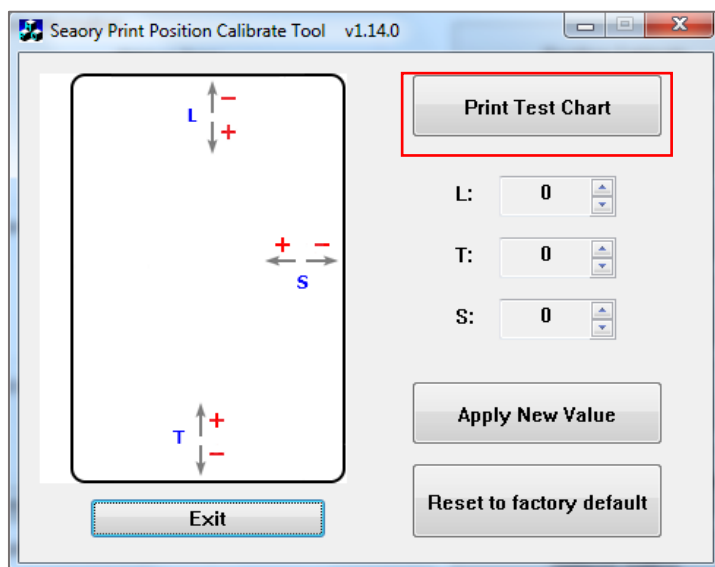 Seaory Print Position Calibrate Tool v1.14.0
L
−
+
+ −
S
T
+
−
Exit
Print Test Chart
L: 0
T: 0
S: 0
Apply New Value
Reset to factory default